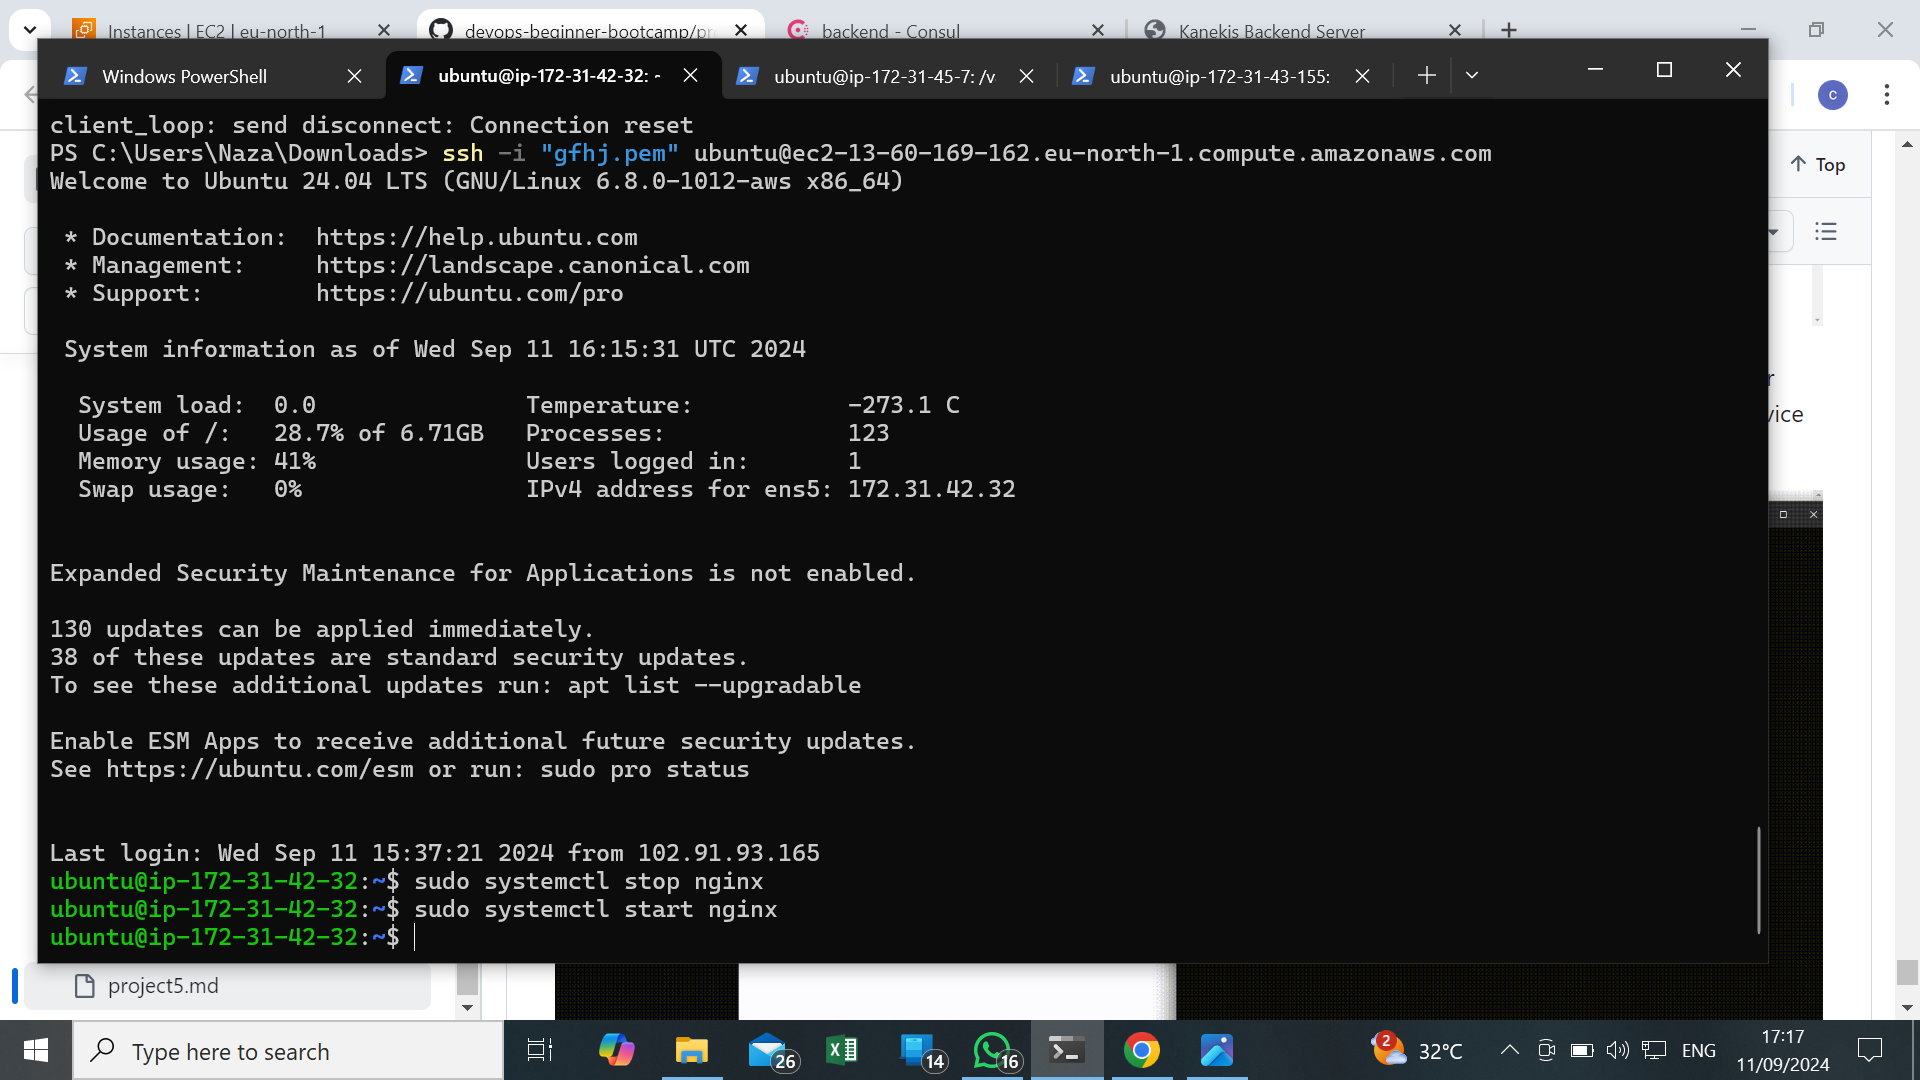 Instances | EC2 | eu-north-1
devops-beginner-bootcamp/pr
backend - Consul
Kanekis Backend Server
Windows PowerShell
ubuntu@ip-172-31-42-32: ~
ubuntu@ip-172-31-45-7: /v
ubuntu@ip-172-31-43-155:
c
Top
client_loop: send disconnect: Connection reset
PS C:\Users\Naza\Downloads> ssh -i "gfhj.pem" ubuntu@ec2-13-60-169-162.eu-north-1.compute.amazonaws.com
Welcome to Ubuntu 24.04 LTS (GNU/Linux 6.8.0-1012-aws x86_64)
* Documentation: https://help.ubuntu.com
* Management: https://landscape.canonical.com
* Support: https://ubuntu.com/pro
System information as of Wed Sep 11 16:15:31 UTC 2024
System load: 0.0 Temperature: -273.1 C
Usage of /: 28.7% of 6.71GB Processes: 123
Memory usage: 41% Users logged in: 1
Swap usage: 0% IPv4 address for ens5: 172.31.42.32
Expanded Security Maintenance for Applications is not enabled.
130 updates can be applied immediately.
38 of these updates are standard security updates.
To see these additional updates run: apt list --upgradable
Enable ESM Apps to receive additional future security updates.
See https://ubuntu.com/esm or run: sudo pro status
Last login: Wed Sep 11 15:37:21 2024 from 102.91.93.165
ubuntu@ip-172-31-42-32:~$ sudo systemctl stop nginx
ubuntu@ip-172-31-42-32:~$ sudo systemctl start nginx
ubuntu@ip-172-31-42-32:~$
project5.md
Type here to search
26
14
16
2
32°C
ENG
17:17
11/09/2024